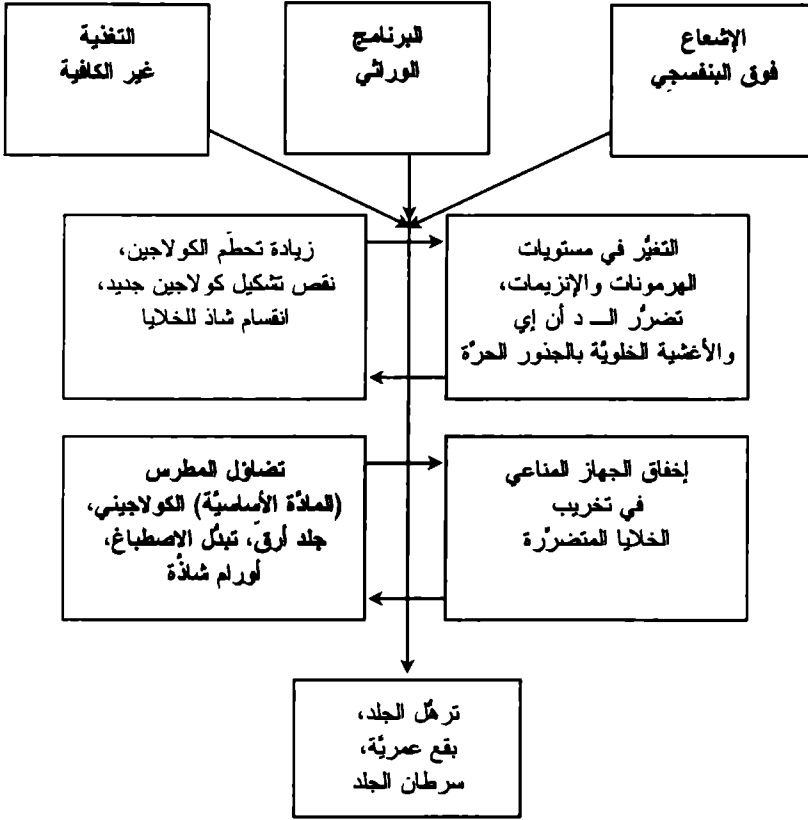 الإشعاع
فوق البنفسجي
البرنامج
الوراثي
التغذية
غير الكافية
التغيُّر في مستويات
الهرمونات والإنزيمات،
تضرُّر الـ د أن إي
والأغشية الخلويَّة بالجذور الحرَّة
زيادة تحطّم الكولاجين،
نقص تشكيل كولاجين جديد،
انقسام شاذ للخلايا
إخفاق الجهاز المناعي
في تخريب
الخلايا المتضرِّرة
تضاؤل المطرس
(المادَّة الأساسيَّة) الكولاجيني،
جلد أرقّ، تبدُّل الاصطباغ،
أورام شاذَّة
ترهُّل الجلد،
بقع عمريَّة،
سرطان الجلد